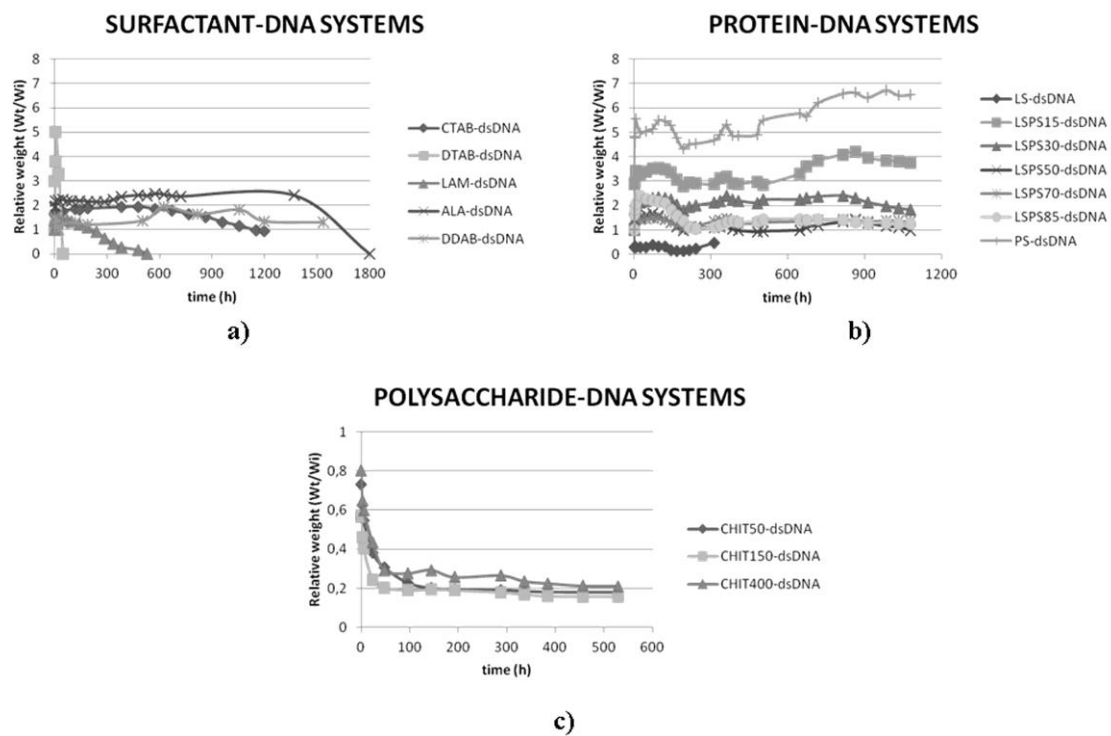 SURFACTANT-DNA SYSTEMS
Relative weight (Wt/Wi)
8
7
6
5
4
3
2
1
0
0 300 600 900 1200 1500 1800
time (h)
CTAB-dsDNA
DTAB-dsDNA
LAM-dsDNA
ALA-dsDNA
DDAB-dsDNA
a)
PROTEIN-DNA SYSTEMS
Relative weight (Wt/Wi)
8
7
6
5
4
3
2
1
0
0 300 600 900 1200
time (h)
LS-dsDNA
LSPS15-dsDNA
LSPS30-dsDNA
LSPS50-dsDNA
LSPS70-dsDNA
LSPS85-dsDNA
PS-dsDNA
b)
POLYSACCHARIDE-DNA SYSTEMS
Relative weight (Wt/Wi)
1
0,8
0,6
0,4
0,2
0
0 100 200 300 400 500 600
time (h)
CHIT50-dsDNA
CHIT150-dsDNA
CHIT400-dsDNA
c)